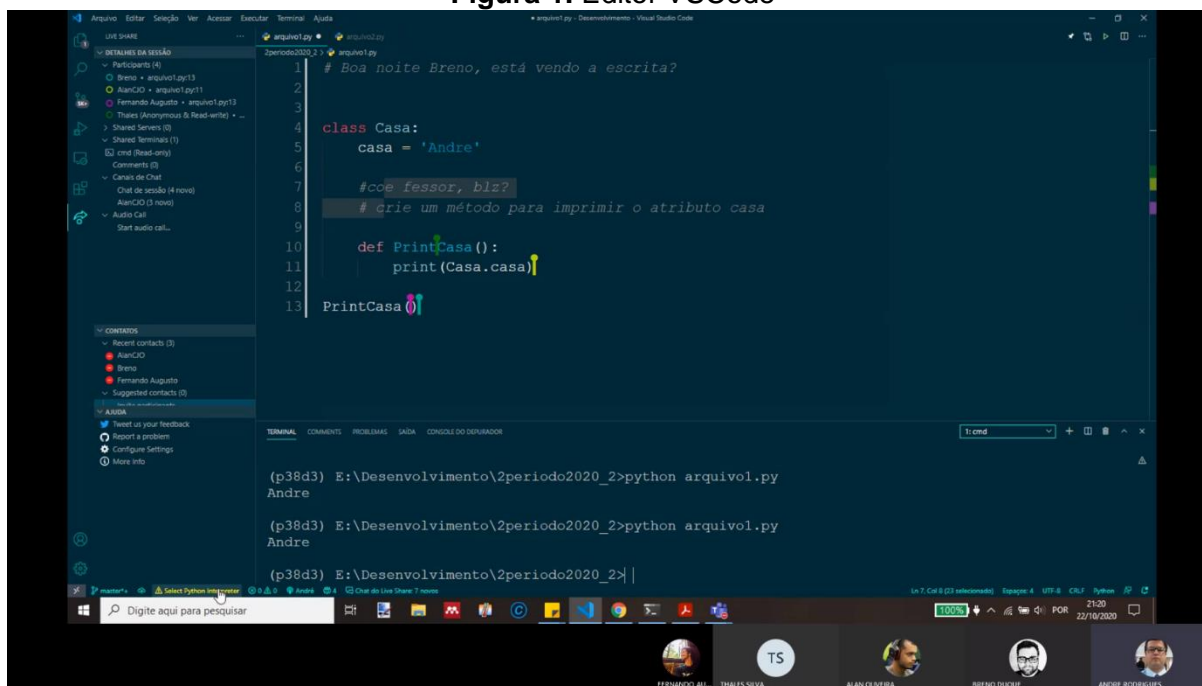 Figura 1: Editor VSCode
Arquivo Editar Seleção Ver Acessar Executar Terminal Ajuda
● arquivo1.py - Desenvolvimento - Visual Studio Code
LIVE SHARE
DETALHES DA SESSÃO
Participants (4)
Breno • arquivo1.py:13
AlanCJO • arquivo1.py:11
Fernando Augusto • arquivo1.py:13
Thales (Anonymous & Read-write) • ...
Shared Servers (0)
Shared Terminals (1)
cmd (Read-only)
Comments (0)
Canais de Chat
Chat de sessão (4 novo)
AlanCJO (3 novo)
Audio Call
Start audio call...
CONTATOS
Recent contacts (3)
AlanCJO
Breno
Fernando Augusto
Suggested contacts (0)
AJUDA
Tweet us your feedback
Report a problem
Configure Settings
More info
arquivo1.py ● arquivo2.py
2periodo2020_2 > arquivo1.py
1 # Boa noite Breno, está vendo a escrita?
2
3
4 class Casa:
5 casa = 'Andre'
6
7 #coe fessor, blz?
8 # crie um método para imprimir o atributo casa
9
10 def PrintCasa():
11 print(Casa.casa)
12
13 PrintCasa()
TERMINAL COMMENTS PROBLEMAS SAÍDA CONSOLE DO DEPURADOR
1: cmd
(p38d3) E:\Desenvolvimento\2periodo2020_2>python arquivo1.py
Andre
(p38d3) E:\Desenvolvimento\2periodo2020_2>python arquivo1.py
Andre
(p38d3) E:\Desenvolvimento\2periodo2020_2>
master*+ Select Python Interpreter 0 0 André 4 Chat do Live Share 7 novos
Ln 7, Col 8 (23 selecionado) Espaços: 4 UTF-8 CRLF Python
Digite aqui para pesquisar
100% POR 21:20
22/10/2020
TS
FERNANDO AU... THALES SILVA ALAN OLIVEIRA BRENO DUQUE ANDRE RODRIGUES